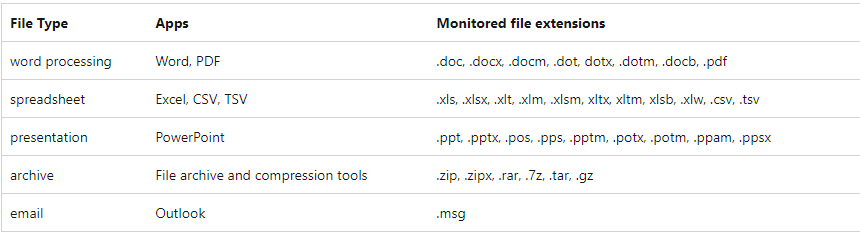 File Type Apps Monitored file extensions
word processing Word, PDF .doc, .docx, .docm, .dot, dotx, .dotm, .docb, .pdf
spreadsheet Excel, CSV, TSV .xls, .xlsx, .xlt, .xlm, .xlsm, xltx, xltm, xlsb, .xlw, .csv, .tsv
presentation PowerPoint .ppt, .pptx, .pos, .pps, .pptm, .potx, .potm, .ppam, .ppsx
archive File archive and compression tools .zip, .zipx, .rar, .7z, .tar, .gz
email Outlook .msg